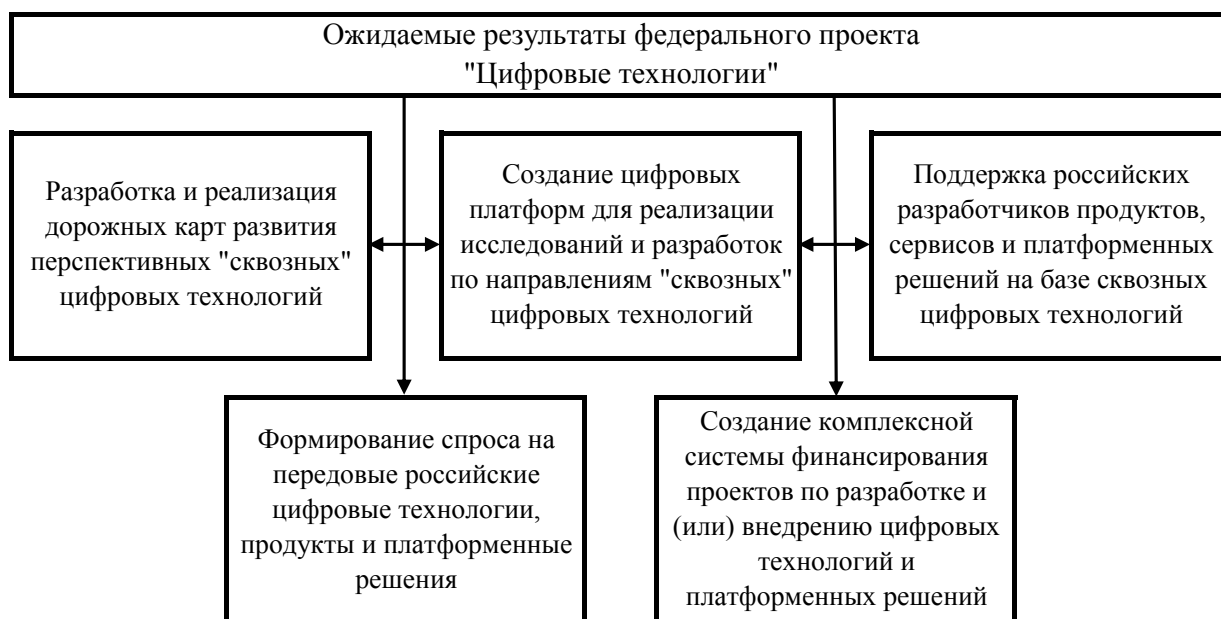 Ожидаемые результаты федерального проекта
"Цифровые технологии"
Разработка и реализация
дорожных карт развития
перспективных "сквозных"
цифровых технологий
Создание цифровых
платформ для реализации
исследований и разработок
по направлениям "сквозных"
цифровых технологий
Поддержка российских
разработчиков продуктов,
сервисов и платформенных
решений на базе сквозных
цифровых технологий
Формирование спроса на
передовые российские
цифровые технологии,
продукты и платформенные
решения
Создание комплексной
системы финансирования
проектов по разработке и
(или) внедрению цифровых
технологий и
платформенных решений